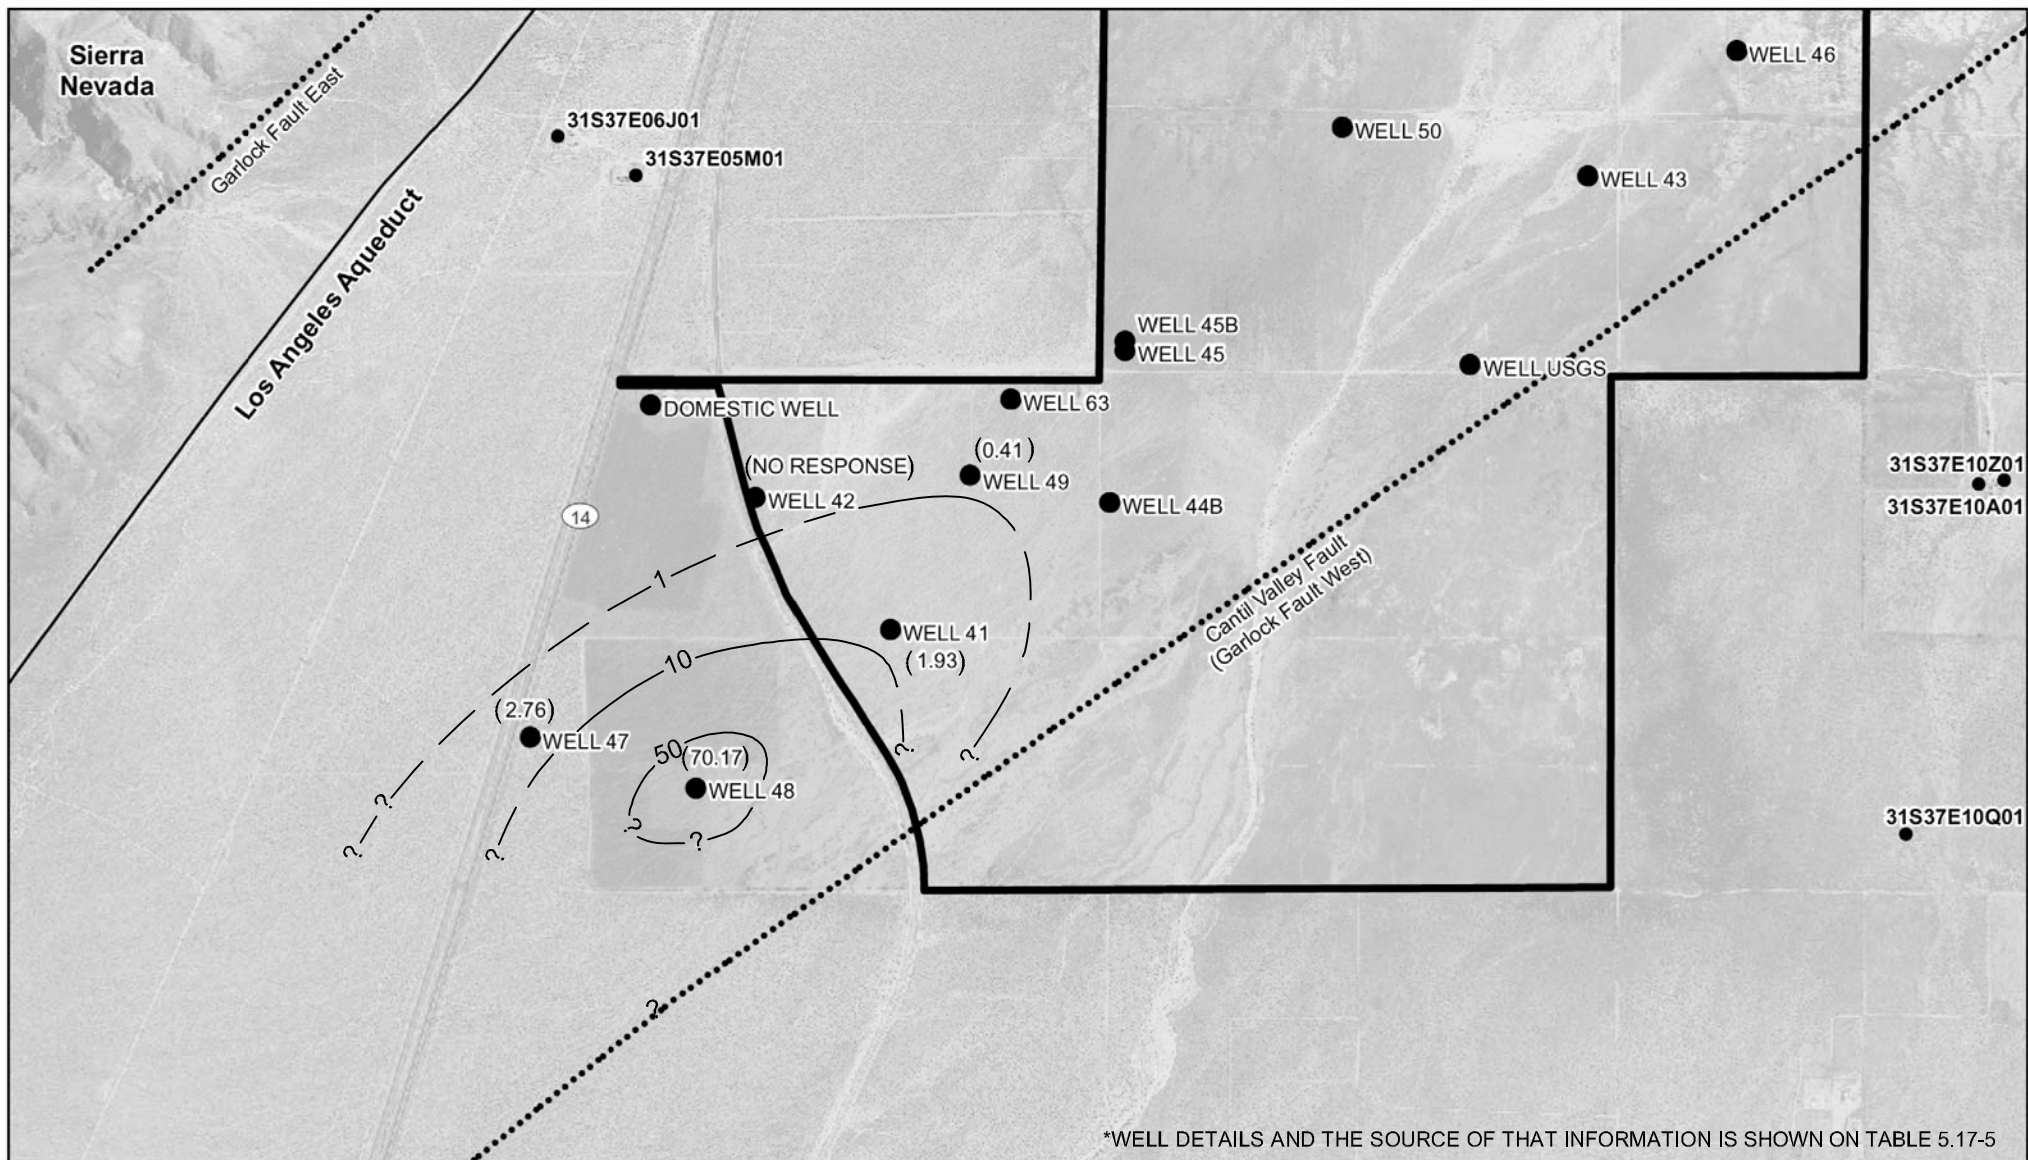 Sierra
Nevada
Garlock Fault East
Los Angeles Aqueduct
31S37E06J01
31S37E05M01
WELL 46
WELL 50
WELL 43
WELL 45B
WELL 45
WELL USGS
DOMESTIC WELL
WELL 63
(NO RESPONSE)
WELL 42
(0.41)
WELL 49
WELL 44B
31S37E10Z01
31S37E10A01
14
Cantil Valley Fault
(Garlock Fault West)
1
WELL 41
(1.93)
10
(2.76)
WELL 47
50
(70.17)
WELL 48
?
?
?
?
?
?
?
31S37E10Q01
?
*WELL DETAILS AND THE SOURCE OF THAT INFORMATION IS SHOWN ON TABLE 5.17-5